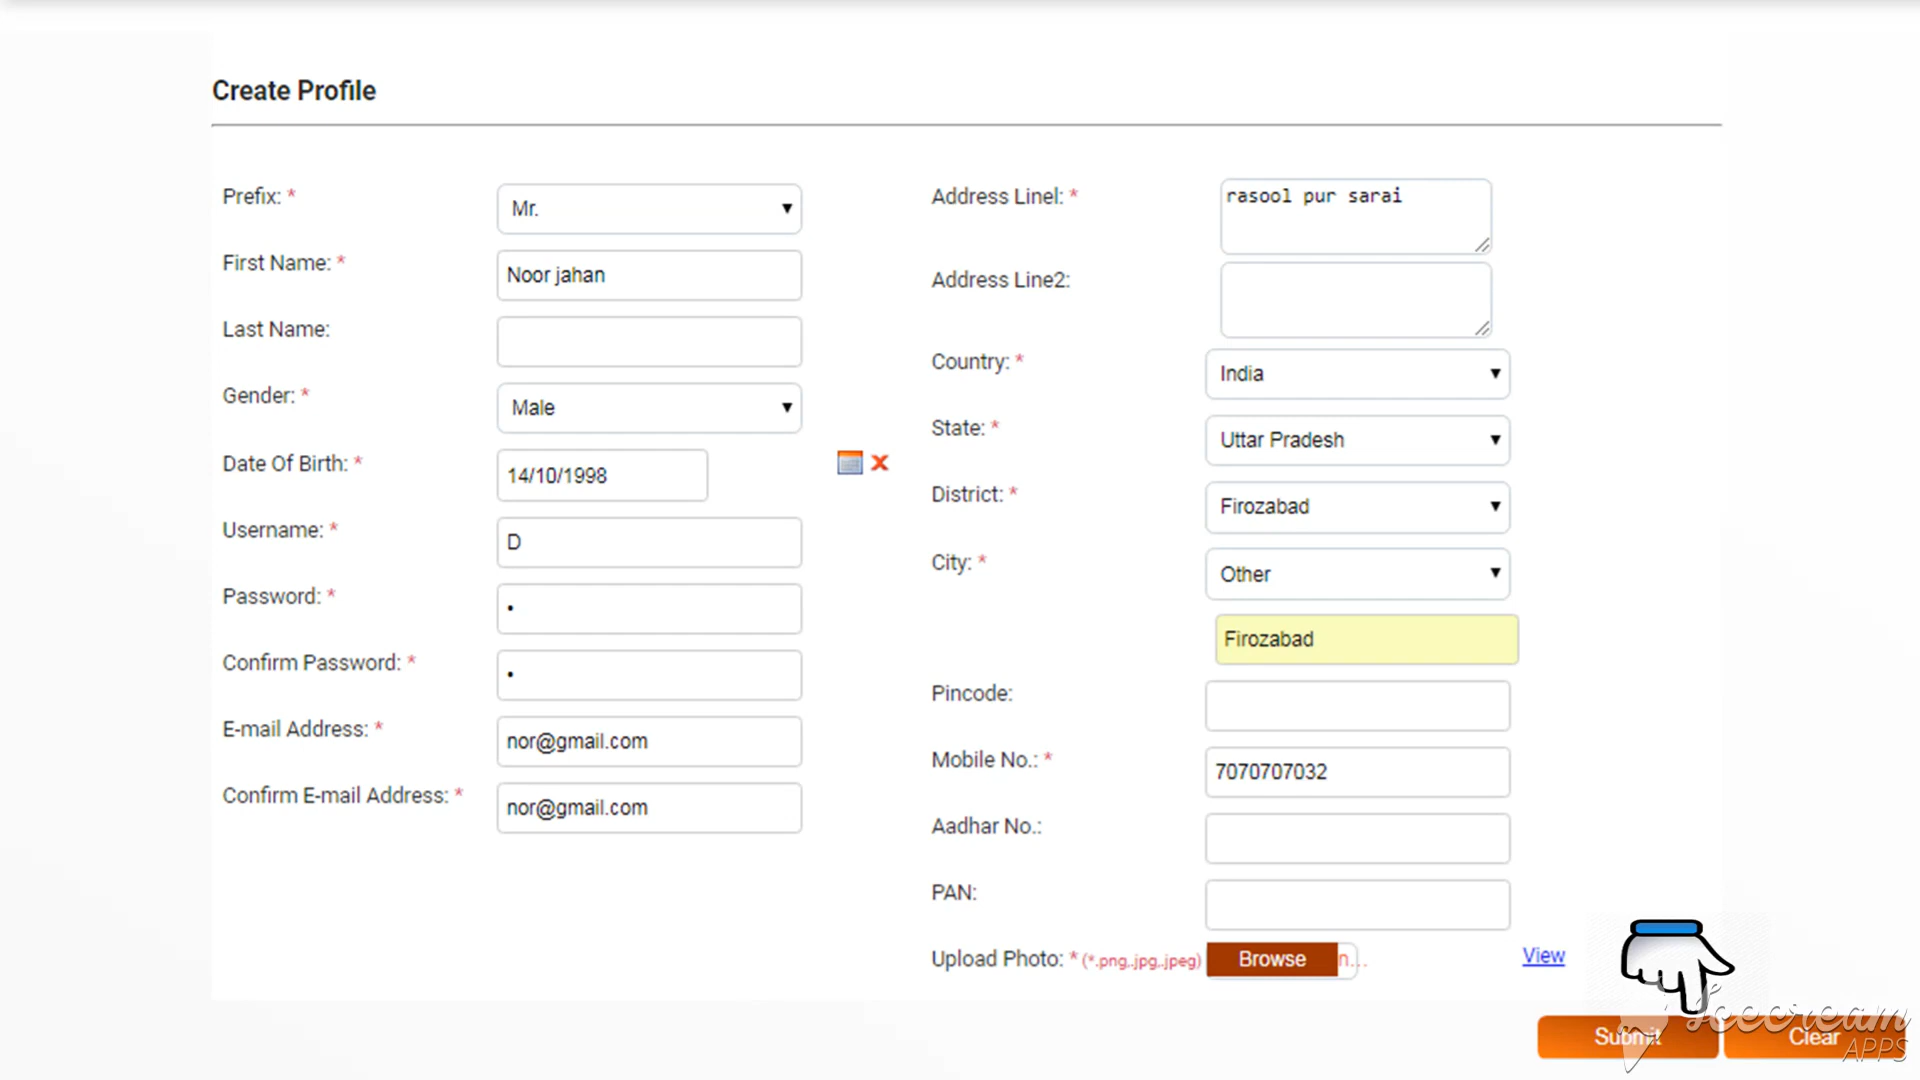 Create Profile
Prefix: *
Mr.
First Name: *
Noor jahan
Last Name:
Gender: *
Male
Date Of Birth: *
14/10/1998
Username: *
D
Password: *
•
Confirm Password: *
•
E-mail Address: *
nor@gmail.com
Confirm E-mail Address: *
nor@gmail.com
Address Linel: *
rasool pur sarai
Address Line2:
Country: *
India
State: *
Uttar Pradesh
District: *
Firozabad
City: *
Other
Firozabad
Pincode:
Mobile No.: *
7070707032
Aadhar No.:
PAN:
Upload Photo: * (*.png,.jpg,.jpeg)
Browse
n...
View
Submit
Clear
Icecream
APPS